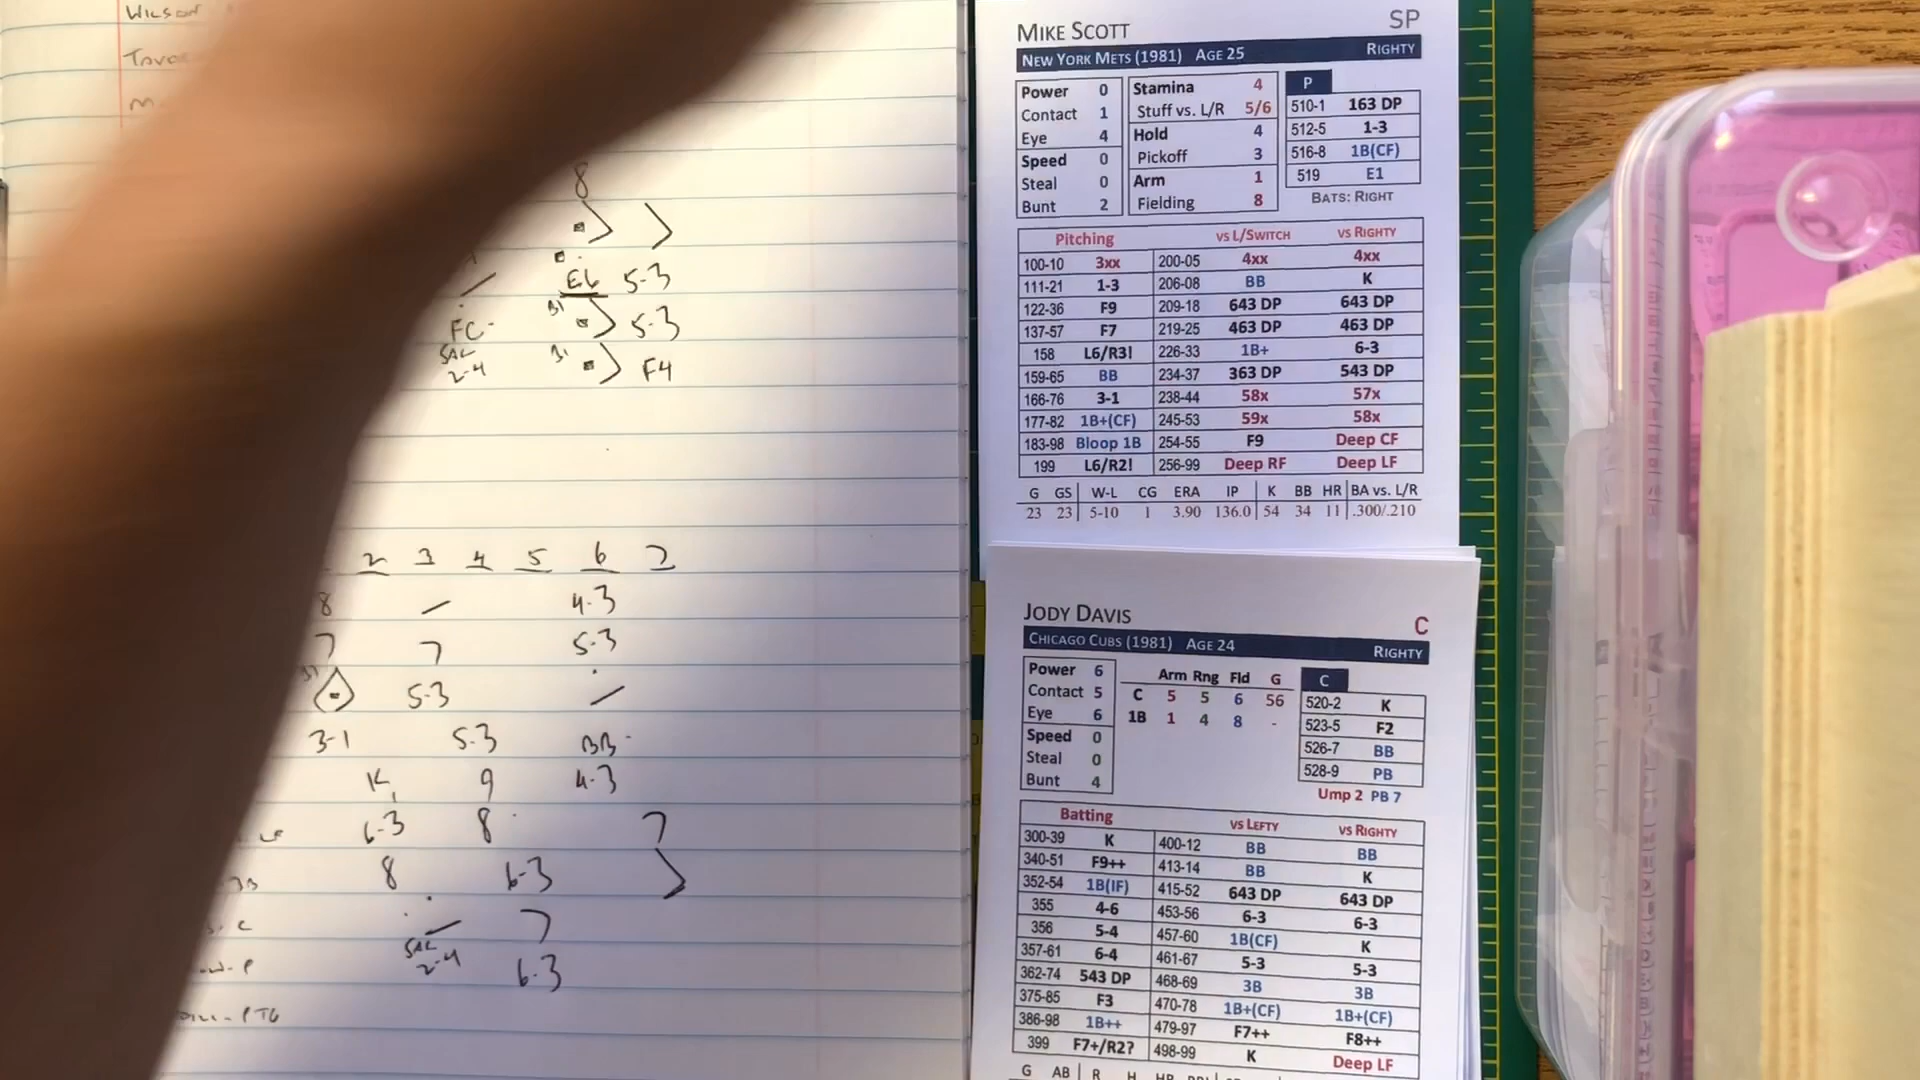 WILSON
8
E6 5-3
FC- B1 5-3
SAC 2-4 B1 F4
2 3 4 5 6 7
8 — 4-3
7 7 5-3
B1 5-3 —
3-1 5-3 BB
K 9 4-3
6-3 8 7
3B 8 6-3
C SAC 2-4 7
P 6-3
MIKE SCOTT SP
NEW YORK METS (1981) AGE 25 RIGHTY
Power 0 Stamina 4 P
Contact 1 Stuff vs. L/R 5/6 510-1 163 DP
Eye 4 Hold 4 512-5 1-3
Speed 0 Pickoff 3 516-8 1B(CF)
Steal 0 Arm 1 519 E1
Bunt 2 Fielding 8 BATS: RIGHT
Pitching VS L/SWITCH VS RIGHTY
100-10 3xx 200-05 4xx 4xx
111-21 1-3 206-08 BB K
122-36 F9 209-18 643 DP 643 DP
137-57 F7 219-25 463 DP 463 DP
158 L6/R3! 226-33 1B+ 6-3
159-65 BB 234-37 363 DP 543 DP
166-76 3-1 238-44 58x 57x
177-82 1B+(CF) 245-53 59x 58x
183-98 Bloop 1B 254-55 F9 Deep CF
199 L6/R2! 256-99 Deep RF Deep LF
G GS W-L CG ERA IP K BB HR BA vs. L/R
23 23 5-10 1 3.90 136.0 54 34 11 .300/.210
JODY DAVIS C
CHICAGO CUBS (1981) AGE 24 RIGHTY
Power 6 Arm Rng Fld G C
Contact 5 C 5 5 6 56 520-2 K
Eye 6 1B 1 4 8 - 523-5 F2
Speed 0 526-7 BB
Steal 0 528-9 PB
Bunt 4 Ump 2 PB 7
Batting VS LEFTY VS RIGHTY
300-39 K 400-12 BB BB
340-51 F9++ 413-14 BB K
352-54 1B(IF) 415-52 643 DP 643 DP
355 4-6 453-56 6-3 6-3
356 5-4 457-60 1B(CF) K
357-61 6-4 461-67 5-3 5-3
362-74 543 DP 468-69 3B 3B
375-85 F3 470-78 1B+(CF) 1B+(CF)
386-98 1B++ 479-97 F7++ F8++
399 F7+/R2? 498-99 K Deep LF
G AB R H HR